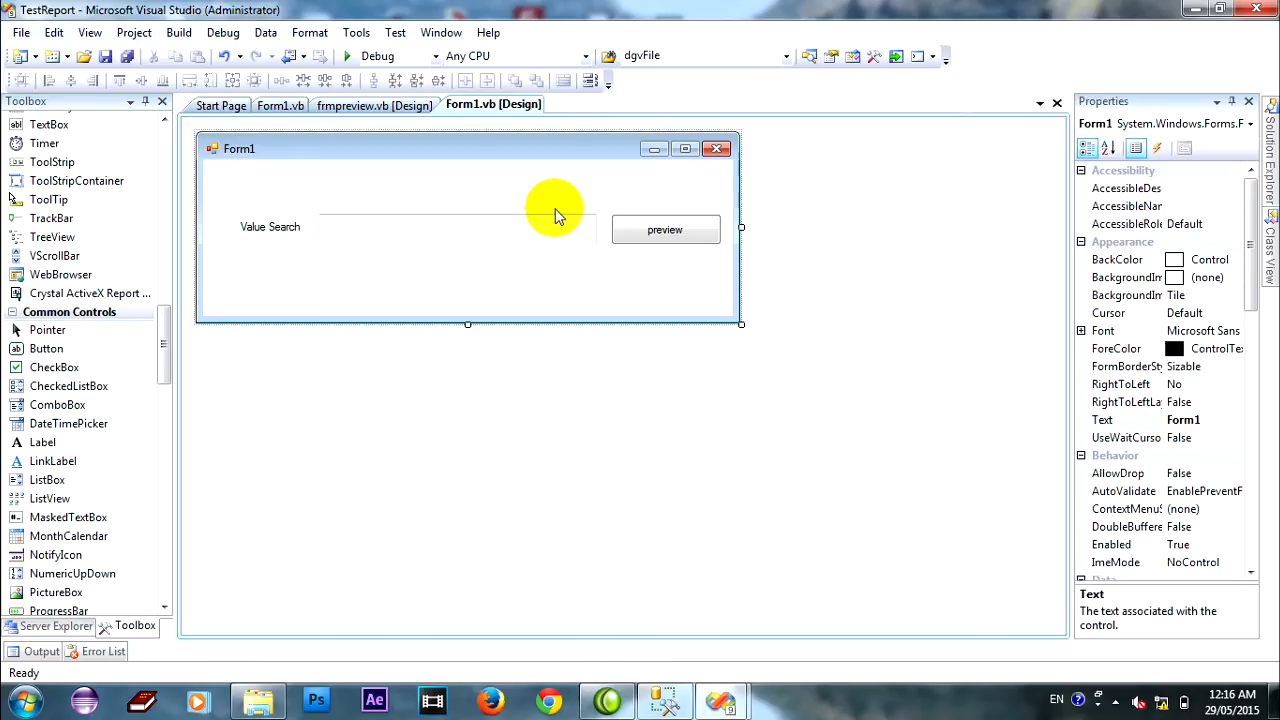 TestReport - Microsoft Visual Studio (Administrator)
File Edit View Project Build Debug Data Format Tools Test Window Help
Debug Any CPU dgvFile
Toolbox
Start Page Form1.vb frmpreview.vb [Design] Form1.vb [Design]
TextBox
Timer
ToolStrip
ToolStripContainer
ToolTip
TrackBar
TreeView
VScrollBar
WebBrowser
Crystal ActiveX Report ...
Common Controls
Pointer
Button
CheckBox
CheckedListBox
ComboBox
DateTimePicker
Label
LinkLabel
ListBox
ListView
MaskedTextBox
MonthCalendar
NotifyIcon
NumericUpDown
PictureBox
ProgressBar
Server Explorer Toolbox
Output Error List
Ready
Form1
Value Search
preview
Properties
Form1 System.Windows.Forms.F
Accessibility
AccessibleDes
AccessibleNar
AccessibleRole Default
Appearance
BackColor Control
BackgroundIm (none)
BackgroundIm Tile
Cursor Default
Font Microsoft Sans
ForeColor ControlTex
FormBorderSty Sizable
RightToLeft No
RightToLeftLa False
Text Form1
UseWaitCurso False
Behavior
AllowDrop False
AutoValidate EnablePreventF
ContextMenuS (none)
DoubleBuffere False
Enabled True
ImeMode NoControl
Text
The text associated with the
control.
Solution Explorer
Class View
Ps Ae 9
EN
12:16 AM
29/05/2015